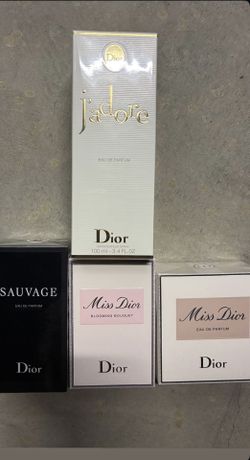 Dior
j'adore
EAU DE PARFUM
Dior
100 ml · 3.4 FL.OZ
SAUVAGE
EAU DE PARFUM
Dior
Miss Dior
BLOOMING BOUQUET
Dior
Miss Dior
EAU DE PARFUM
Dior